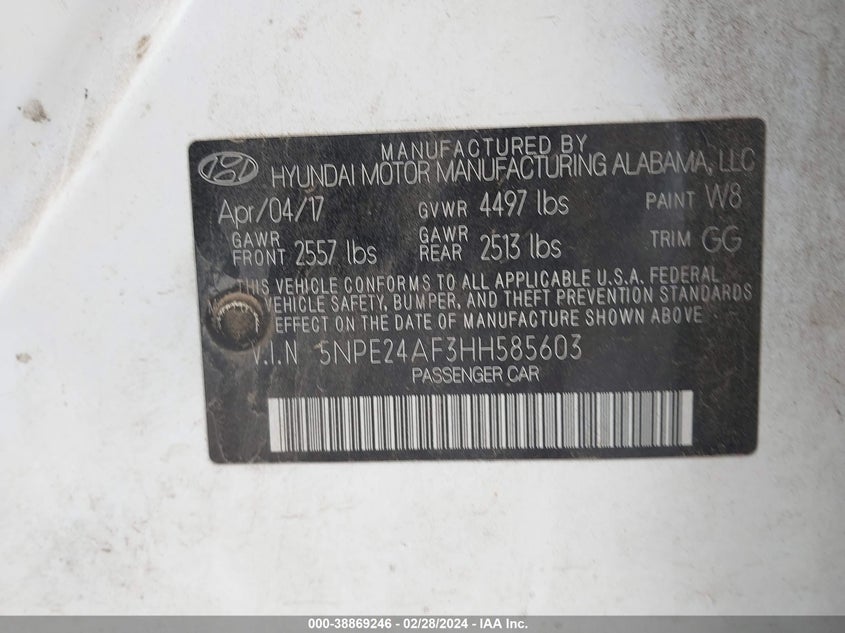 MANUFACTURED BY
HYUNDAI MOTOR MANUFACTURING ALABAMA, LLC
Apr/04/17 GVWR 4497 lbs PAINT W8
GAWR FRONT 2557 lbs GAWR REAR 2513 lbs TRIM GG
THIS VEHICLE CONFORMS TO ALL APPLICABLE U.S.A. FEDERAL
VEHICLE SAFETY, BUMPER, AND THEFT PREVENTION STANDARDS
EFFECT ON THE DATE OF MANUFACTURE SHOWN ABOVE
V.I.N 5NPE24AF3HH585603
PASSENGER CAR
000-38869246 - 02/28/2024 - IAA Inc.